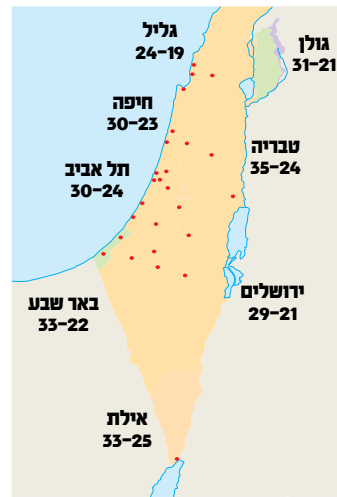 גליל
24–19
גולן
31–21
חיפה
30–23
טבריה
35–24
תל אביב
30–24
ירושלים
29–21
באר שבע
33–22
אילת
33–25